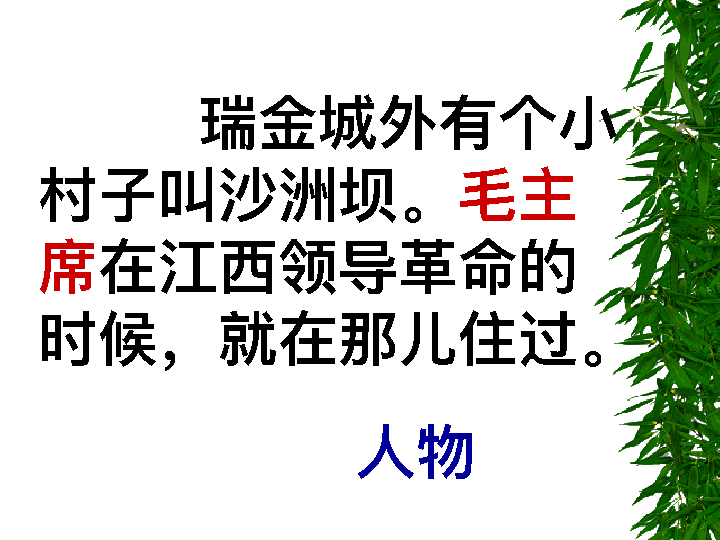 瑞金城外有个小
村子叫沙洲坝。毛主
席在江西领导革命的
时候，就在那儿住过。
人物